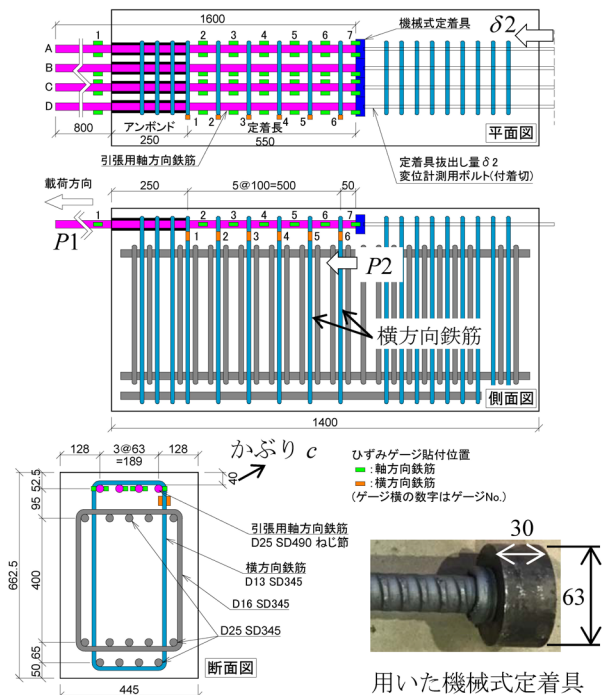 1600
機械式定着具
δ2
1 2 3 4 5 6 7
A
B
C
D
800
アンボンド
250
定着長
550
1 2 3 4 5 6
引張用軸方向鉄筋
平面図
定着具抜出し量δ2
変位計測用ボルト(付着切)
載荷方向
250
5@100=500
50
1 2 3 4 5 6 7
P1
1 2 3 4 5 6
P2
横方向鉄筋
側面図
1400
128
3@63
=189
128
かぶり c
40
ひずみゲージ貼付位置
:軸方向鉄筋
:横方向鉄筋
(ゲージ横の数字はゲージNo.)
52.5
95
400
662.5
65
50
引張用軸方向鉄筋
D25 SD490 ねじ節
横方向鉄筋
D13 SD345
D16 SD345
D25 SD345
断面図
445
30
63
用いた機械式定着具